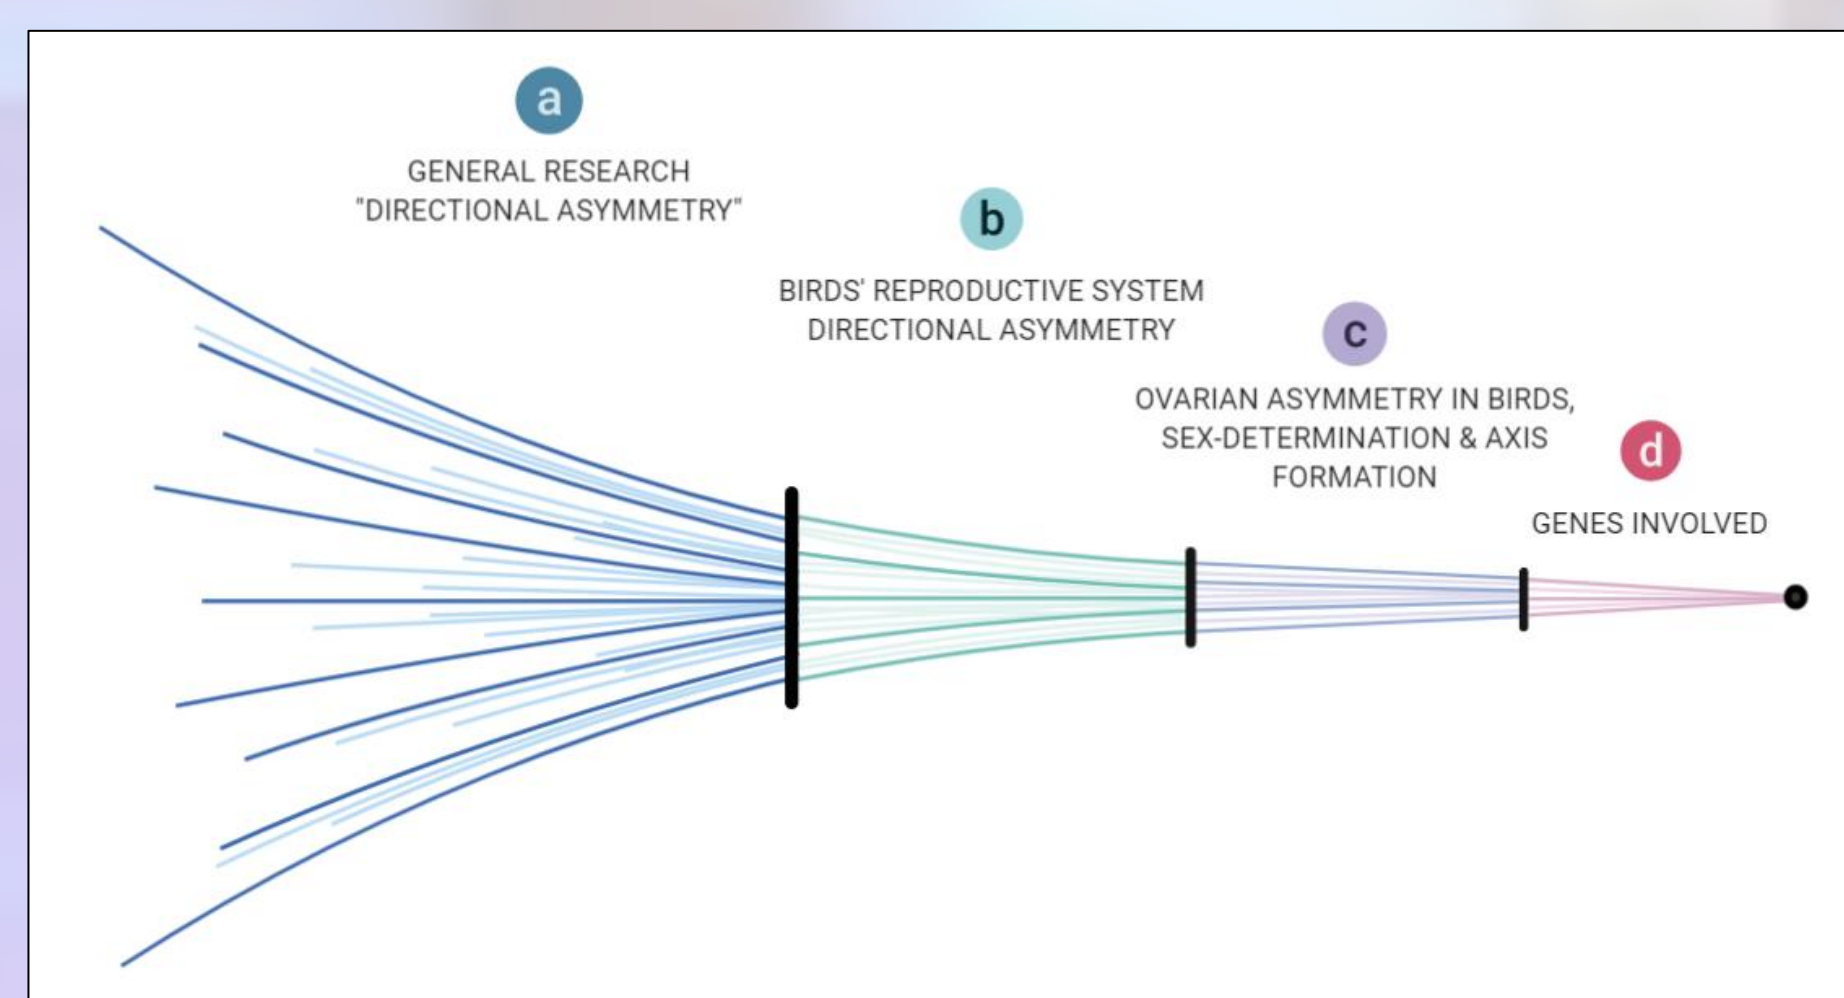 a
GENERAL RESEARCH
"DIRECTIONAL ASYMMETRY"
b
BIRDS' REPRODUCTIVE SYSTEM
DIRECTIONAL ASYMMETRY
c
OVARIAN ASYMMETRY IN BIRDS,
SEX-DETERMINATION & AXIS
FORMATION
d
GENES INVOLVED